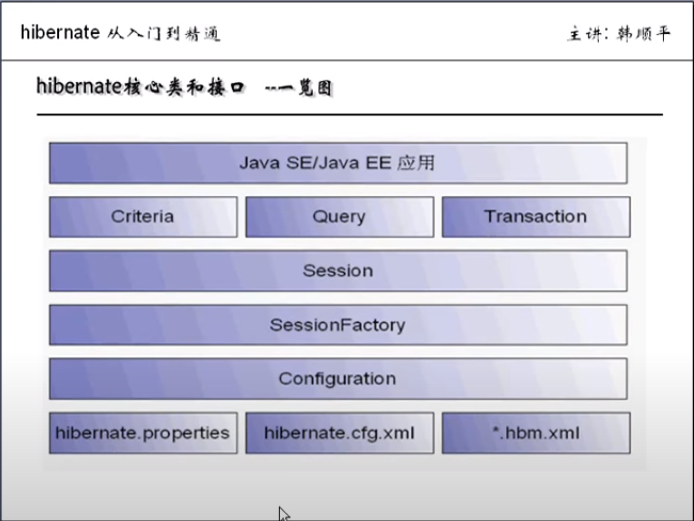 hibernate 从入门到精通
主讲: 韩顺平
hibernate核心类和接口 --一览图
Java SE/Java EE 应用
Criteria
Query
Transaction
Session
SessionFactory
Configuration
hibernate.properties
hibernate.cfg.xml
*.hbm.xml